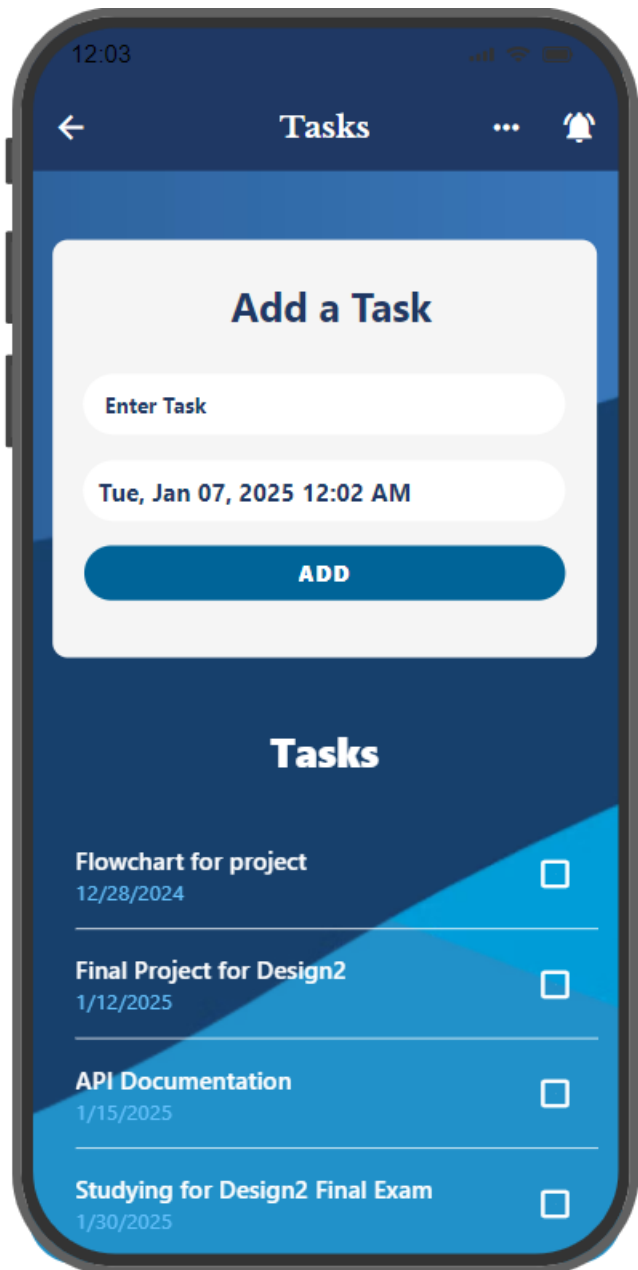 12:03
Tasks
Add a Task
Enter Task
Tue, Jan 07, 2025 12:02 AM
ADD
Tasks
Flowchart for project
12/28/2024
Final Project for Design2
1/12/2025
API Documentation
1/15/2025
Studying for Design2 Final Exam
1/30/2025